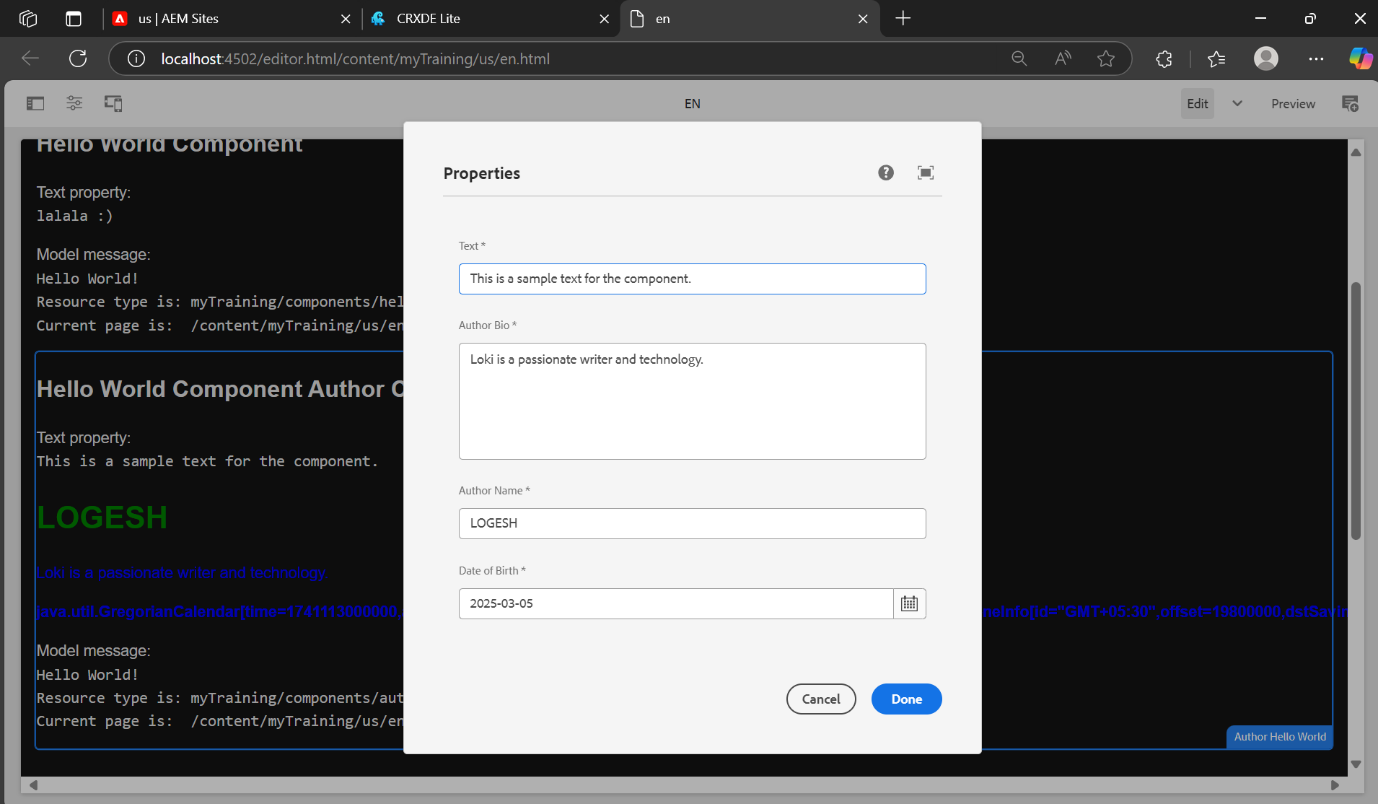 us | AEM Sites
CRXDE Lite
en
localhost:4502/editor.html/content/myTraining/us/en.html
EN
Edit
Preview
Hello World Component
Text property:
lalala :)
Model message:
Hello World!
Resource type is: myTraining/components/hel
Current page is: /content/myTraining/us/en
Hello World Component Author C
Text property:
This is a sample text for the component.
LOGESH
Loki is a passionate writer and technology.
java.util.GregorianCalendar[time=1741113000000,
neInfo[id="GMT+05:30",offset=19800000,dstSavin
Model message:
Hello World!
Resource type is: myTraining/components/aut
Current page is: /content/myTraining/us/en
Author Hello World
Properties
Text *
This is a sample text for the component.
Author Bio *
Loki is a passionate writer and technology.
Author Name *
LOGESH
Date of Birth *
2025-03-05
Cancel
Done